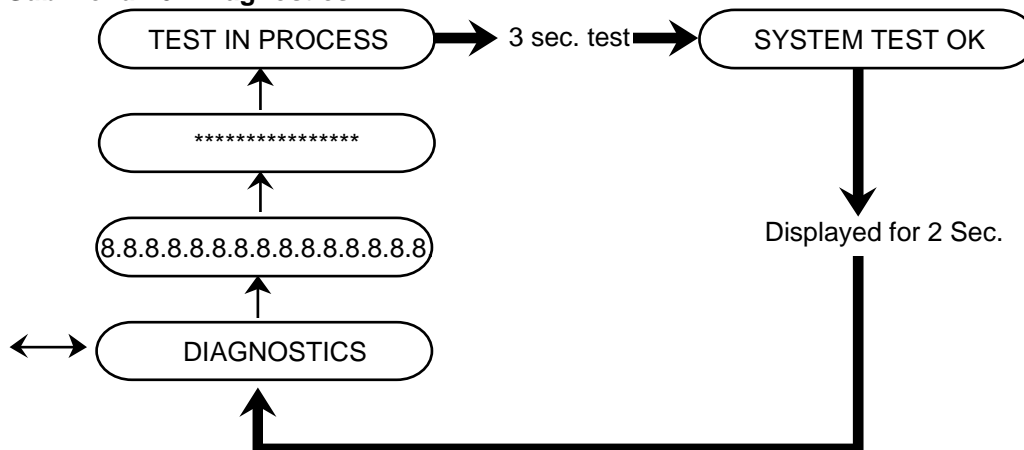 Diagnostics
TEST IN PROCESS
3 sec. test
SYSTEM TEST OK
****************
8.8.8.8.8.8.8.8.8.8.8.8.8.8.8.
Displayed for 2 Sec.
DIAGNOSTICS